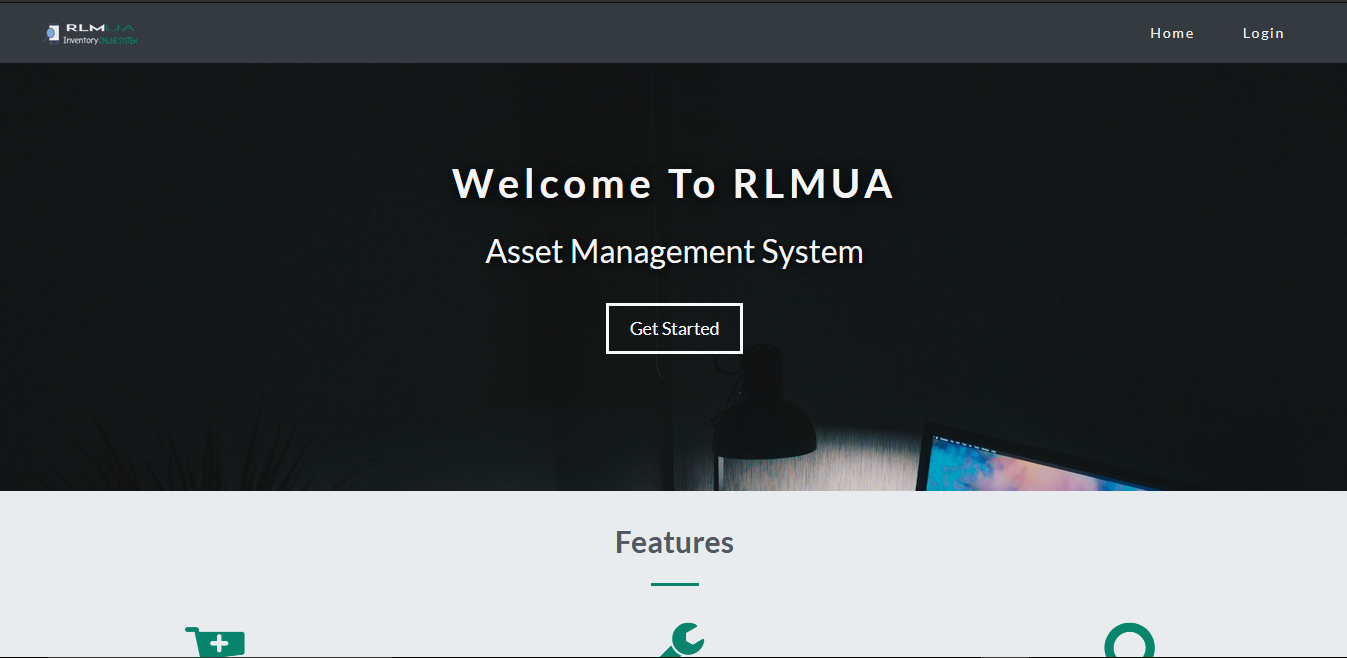 RLMUA
Inventory ONLINE SYSTEM
Home
Login
Welcome To RLMUA
Asset Management System
Get Started
Features